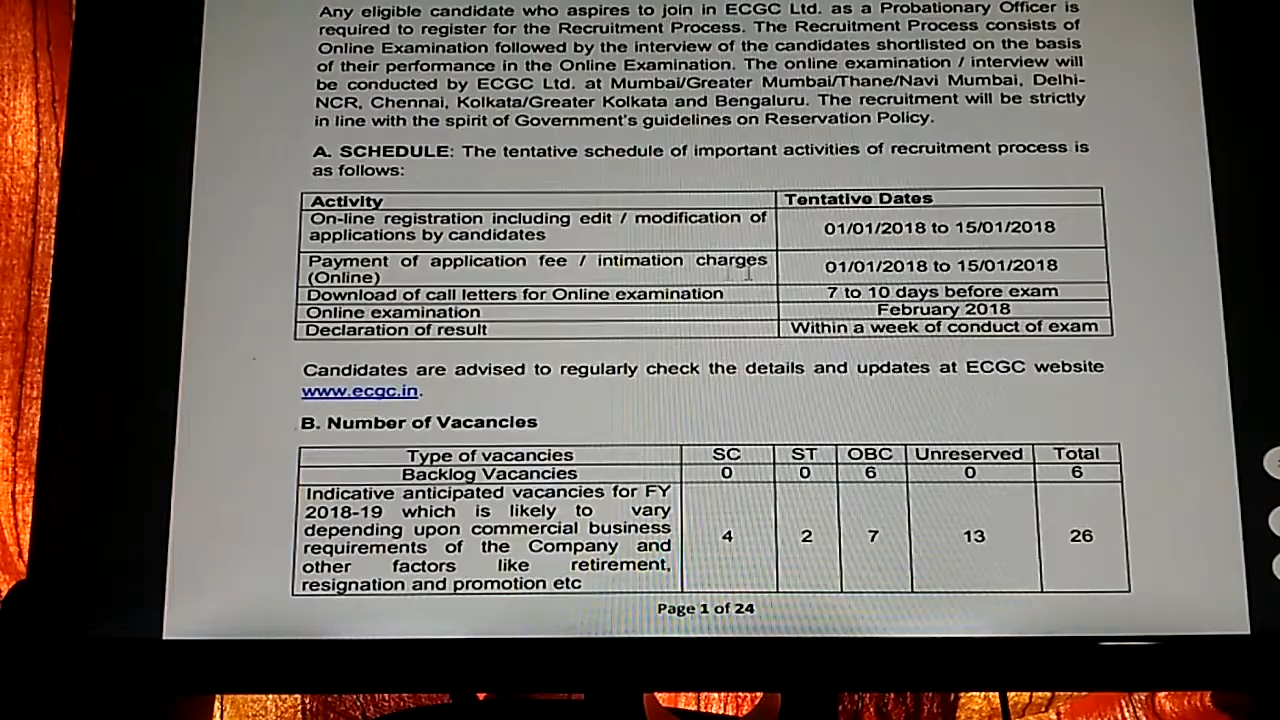 Any eligible candidate who aspires to join in ECGC Ltd. as a Probationary Officer is
required to register for the Recruitment Process. The Recruitment Process consists of
Online Examination followed by the interview of the candidates shortlisted on the basis
of their performance in the Online Examination. The online examination / interview will
be conducted by ECGC Ltd. at Mumbai/Greater Mumbai/Thane/Navi Mumbai, Delhi-
NCR, Chennai, Kolkata/Greater Kolkata and Bengaluru. The recruitment will be strictly
in line with the spirit of Government's guidelines on Reservation Policy.
A. SCHEDULE: The tentative schedule of important activities of recruitment process is
as follows:
Activity Tentative Dates
On-line registration including edit / modification of
applications by candidates 01/01/2018 to 15/01/2018
Payment of application fee / intimation charges
(Online) 01/01/2018 to 15/01/2018
Download of call letters for Online examination 7 to 10 days before exam
Online examination February 2018
Declaration of result Within a week of conduct of exam
Candidates are advised to regularly check the details and updates at ECGC website
www.ecgc.in.
B. Number of Vacancies
Type of vacancies SC ST OBC Unreserved Total
Backlog Vacancies 0 0 6 0 6
Indicative anticipated vacancies for FY
2018-19 which is likely to vary
depending upon commercial business
requirements of the Company and 4 2 7 13 26
other factors like retirement,
resignation and promotion etc
Page 1 of 24